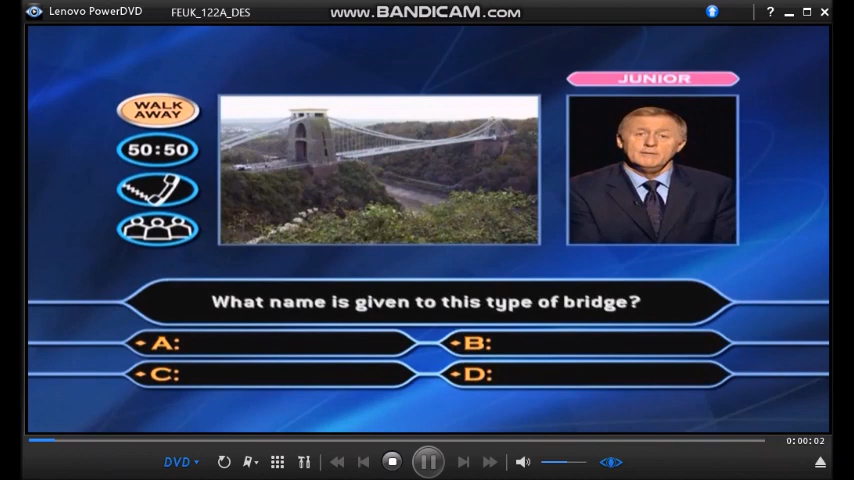 Lenovo PowerDVD
FEUK_122A_DES
www.BANDICAM.com
?
JUNIOR
WALK
AWAY
50:50
What name is given to this type of bridge?
A:
B:
C:
D:
0:00:02
DVD